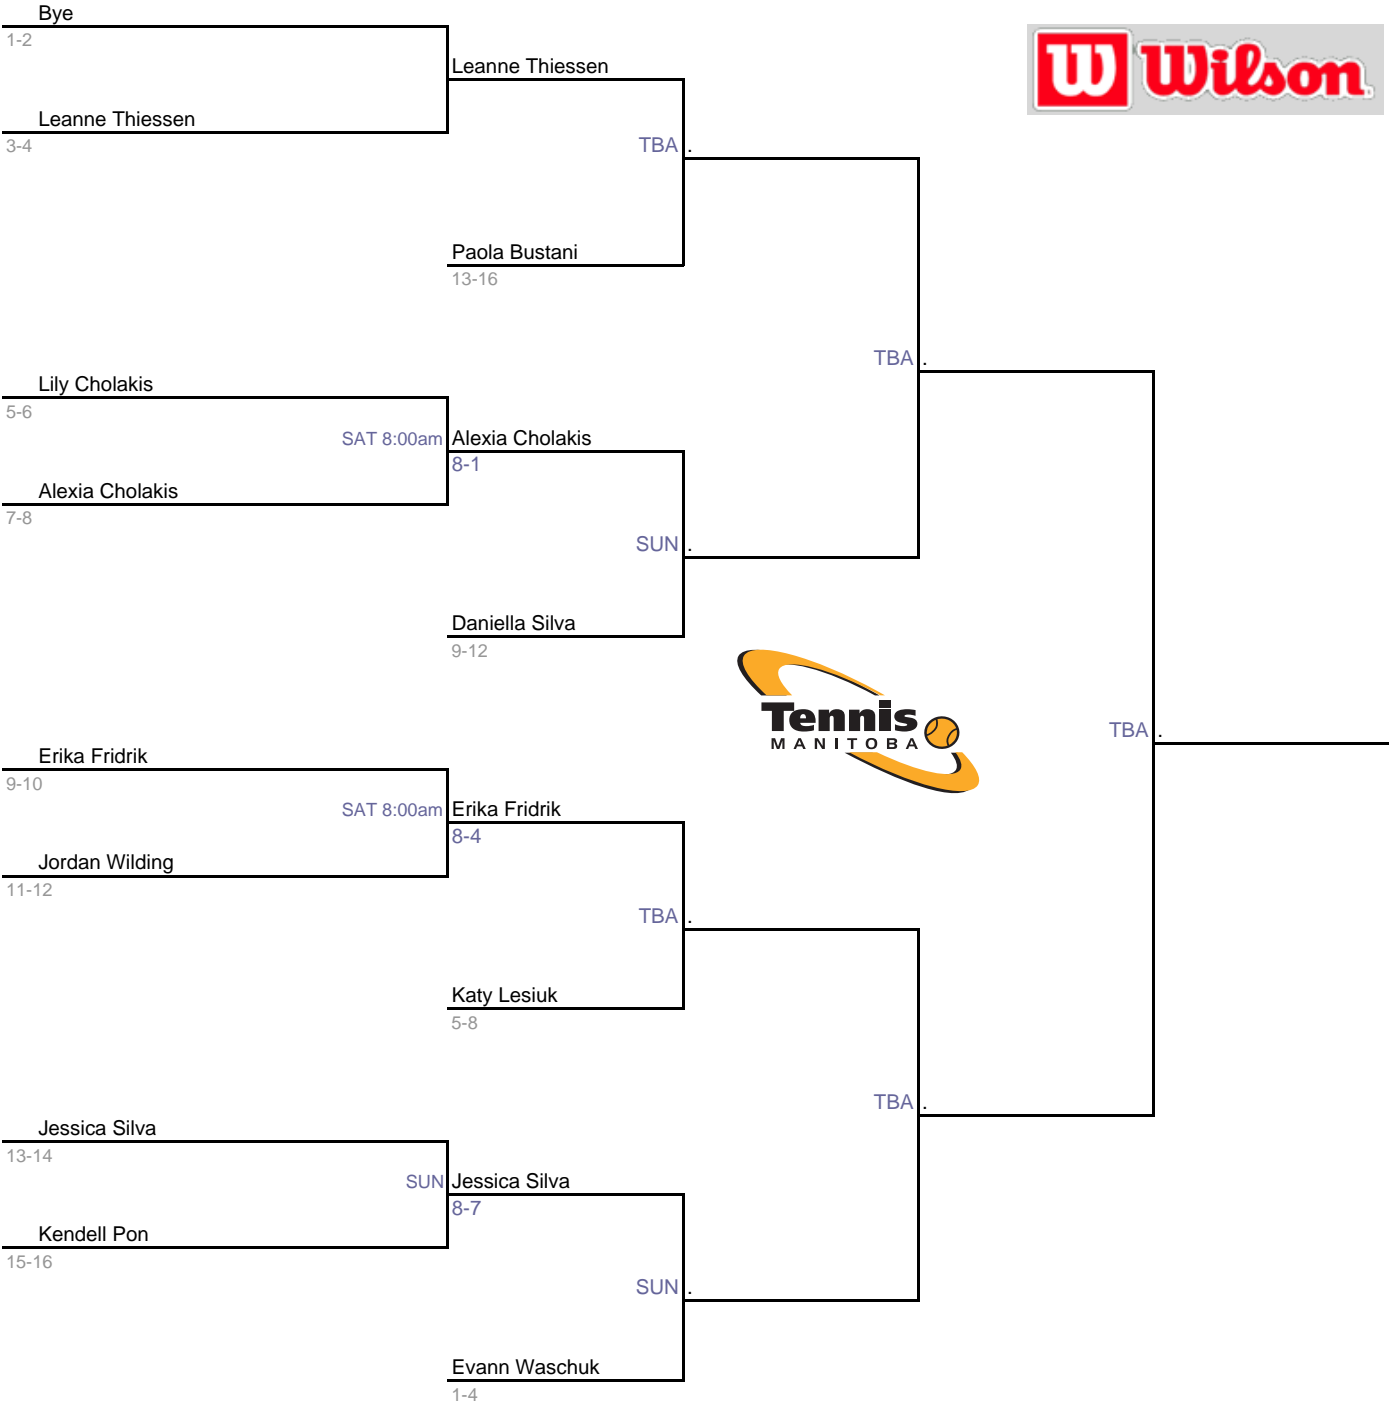 Bye
1-2
Leanne Thiessen
W Wilson
Leanne Thiessen
3-4
TBA .
Paola Bustani
13-16
TBA .
Lily Cholakis
5-6
SAT 8:00am Alexia Cholakis
8-1
Alexia Cholakis
7-8
SUN .
Daniella Silva
9-12
Tennis
MANITOBA
TBA .
Erika Fridrik
9-10
SAT 8:00am Erika Fridrik
8-4
Jordan Wilding
11-12
TBA .
Katy Lesiuk
5-8
TBA .
Jessica Silva
13-14
SUN Jessica Silva
8-7
Kendell Pon
15-16
SUN .
Evann Waschuk
1-4